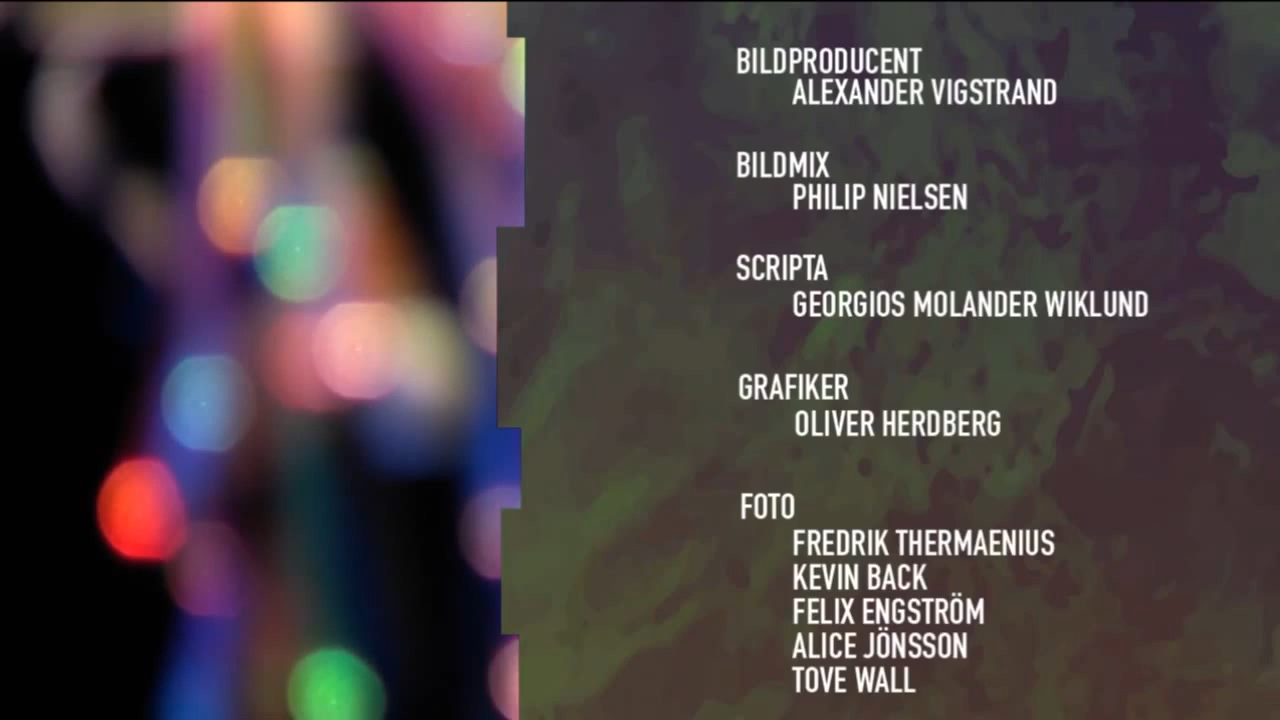 BILDPRODUCENT
ALEXANDER VIGSTRAND
BILDMIX
PHILIP NIELSEN
SCRIPTA
GEORGIOS MOLANDER WIKLUND
GRAFIKER
OLIVER HERDBERG
FOTO
FREDRIK THERMAENIUS
KEVIN BACK
FELIX ENGSTRÖM
ALICE JÖNSSON
TOVE WALL